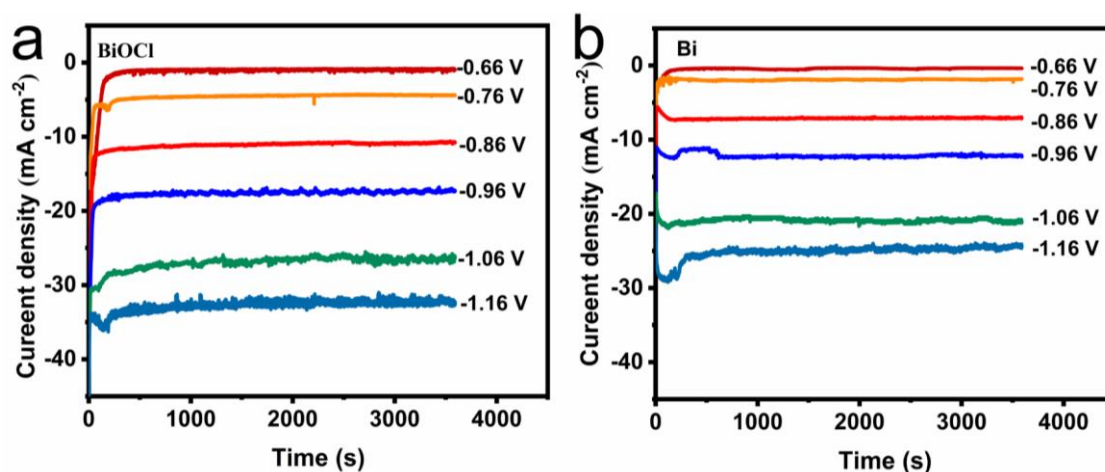 a
BiOCl
0
-10
-20
-30
-40
Cureent density (mA cm-2)
-0.66 V
-0.76 V
-0.86 V
-0.96 V
-1.06 V
-1.16 V
0 1000 2000 3000 4000
Time (s)
b
Bi
0
-10
-20
-30
-40
Cureent density (mA cm-2)
-0.66 V
-0.76 V
-0.86 V
-0.96 V
-1.06 V
-1.16 V
0 1000 2000 3000 4000
Time (s)